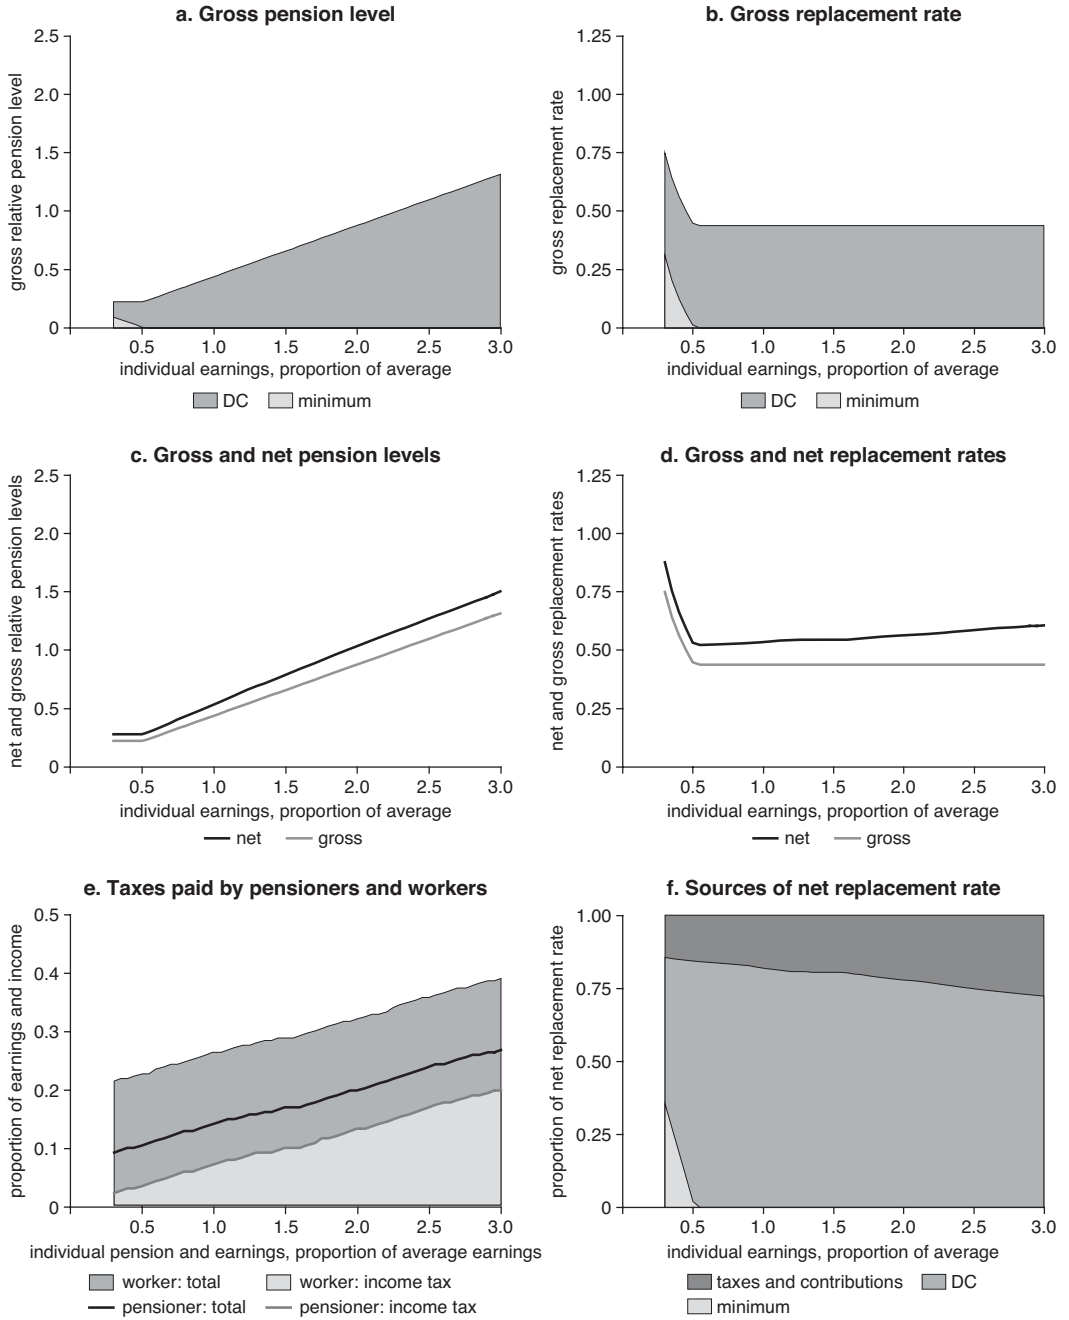 a. Gross pension level
gross relative pension level
2.5
2.0
1.5
1.0
0.5
0
0.5 1.0 1.5 2.0 2.5 3.0
individual earnings, proportion of average
DC minimum
b. Gross replacement rate
gross replacement rate
1.25
1.00
0.75
0.50
0.25
0
0.5 1.0 1.5 2.0 2.5 3.0
individual earnings, proportion of average
DC minimum
c. Gross and net pension levels
net and gross relative pension levels
2.5
2.0
1.5
1.0
0.5
0
0.5 1.0 1.5 2.0 2.5 3.0
individual earnings, proportion of average
net gross
d. Gross and net replacement rates
net and gross replacement rates
1.25
1.00
0.75
0.50
0.25
0
0.5 1.0 1.5 2.0 2.5 3.0
individual earnings, proportion of average
net gross
e. Taxes paid by pensioners and workers
proportion of earnings and income
0.5
0.4
0.3
0.2
0.1
0
0.5 1.0 1.5 2.0 2.5 3.0
individual pension and earnings, proportion of average earnings
worker: total worker: income tax
pensioner: total pensioner: income tax
f. Sources of net replacement rate
proportion of net replacement rate
1.00
0.75
0.50
0.25
0
0.5 1.0 1.5 2.0 2.5 3.0
individual earnings, proportion of average
taxes and contributions DC
minimum